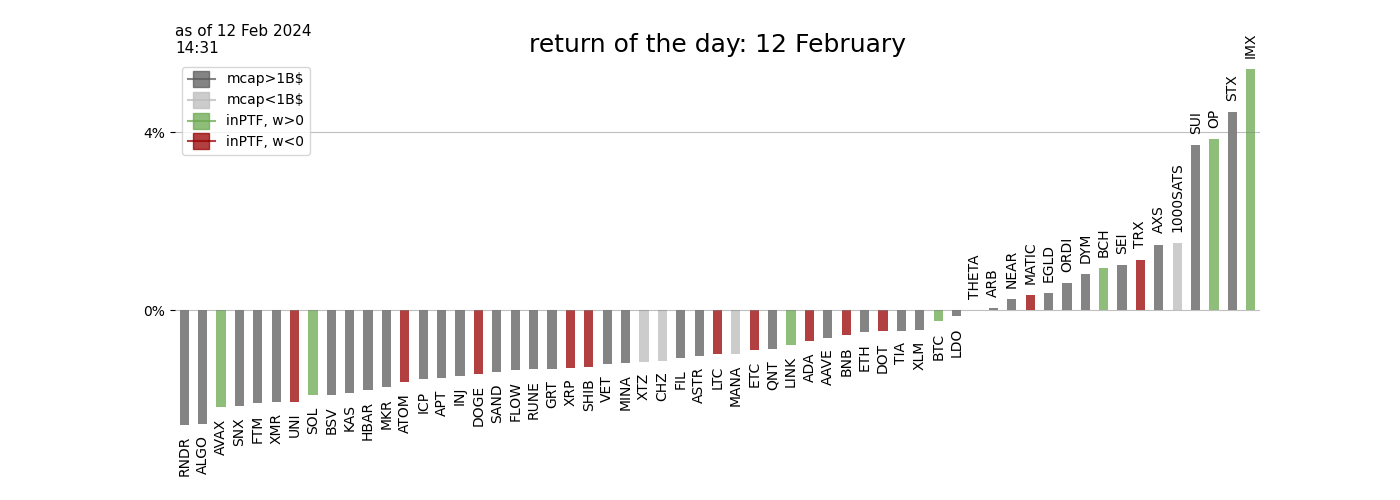 as of 12 Feb 2024
14:31
return of the day: 12 February
mcap>1B$
mcap<1B$
inPTF, w>0
inPTF, w<0
4%
0%
RNDR
ALGO
AVAX
SNX
FTM
XMR
UNI
SOL
BSV
KAS
HBAR
MKR
ATOM
ICP
APT
INJ
DOGE
SAND
FLOW
RUNE
GRT
XRP
SHIB
VET
MINA
XTZ
CHZ
FIL
ASTR
LTC
MANA
ETC
QNT
LINK
ADA
AAVE
BNB
ETH
DOT
TIA
XLM
BTC
LDO
THETA
ARB
NEAR
MATIC
EGLD
ORDI
DYM
BCH
SEI
TRX
AXS
1000SATS
SUI
OP
STX
IMX